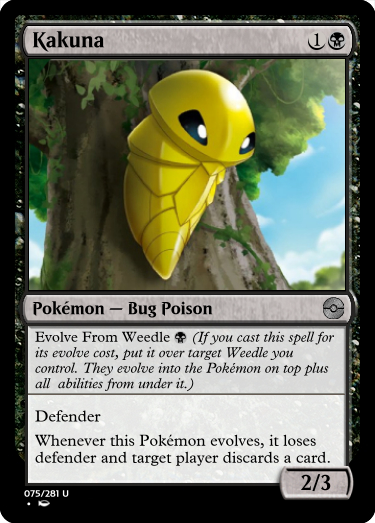 Kakuna 1
Pokémon — Bug Poison
Evolve From Weedle (If you cast this spell for
its evolve cost, put it over target Weedle you
control. They evolve into the Pokémon on top plus
all abilities from under it.)
Defender
Whenever this Pokémon evolves, it loses
defender and target player discards a card.
2/3
075/281 U